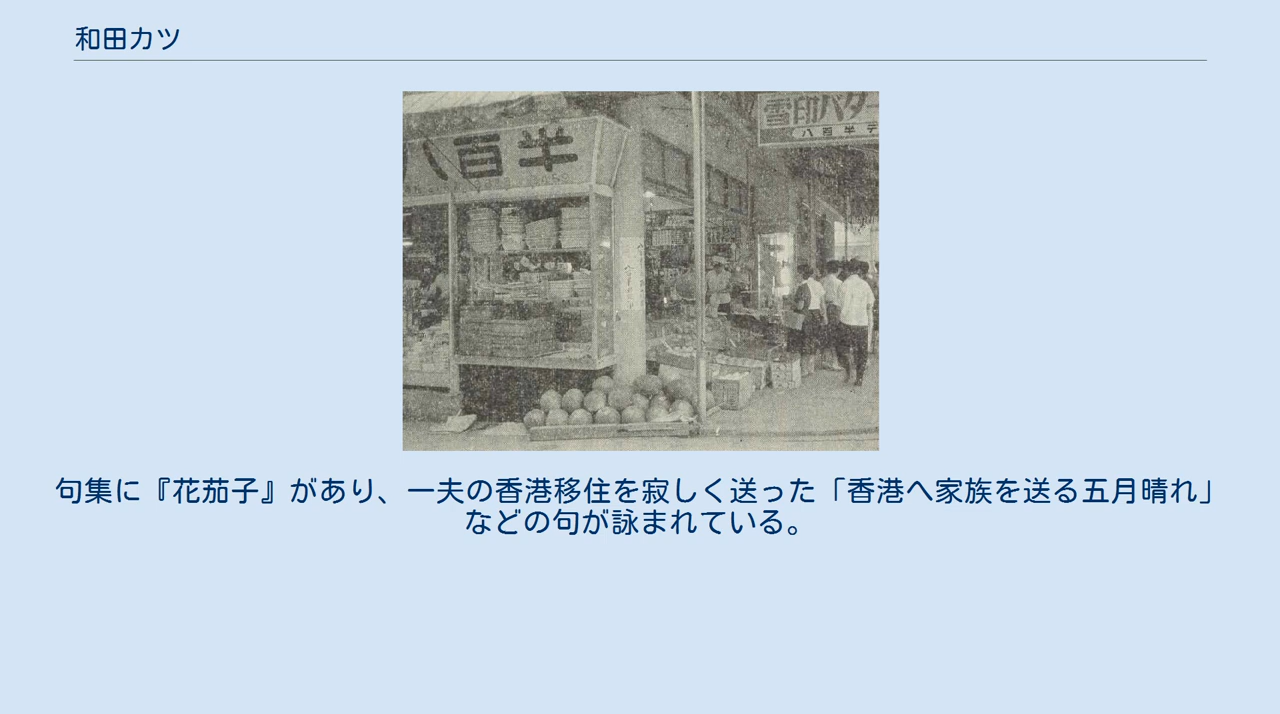 和田カツ
八百半
雪印バター
八百半デ
句集に『花茄子』があり、一夫の香港移住を寂しく送った「香港へ家族を送る五月晴れ」
などの句が詠まれている。